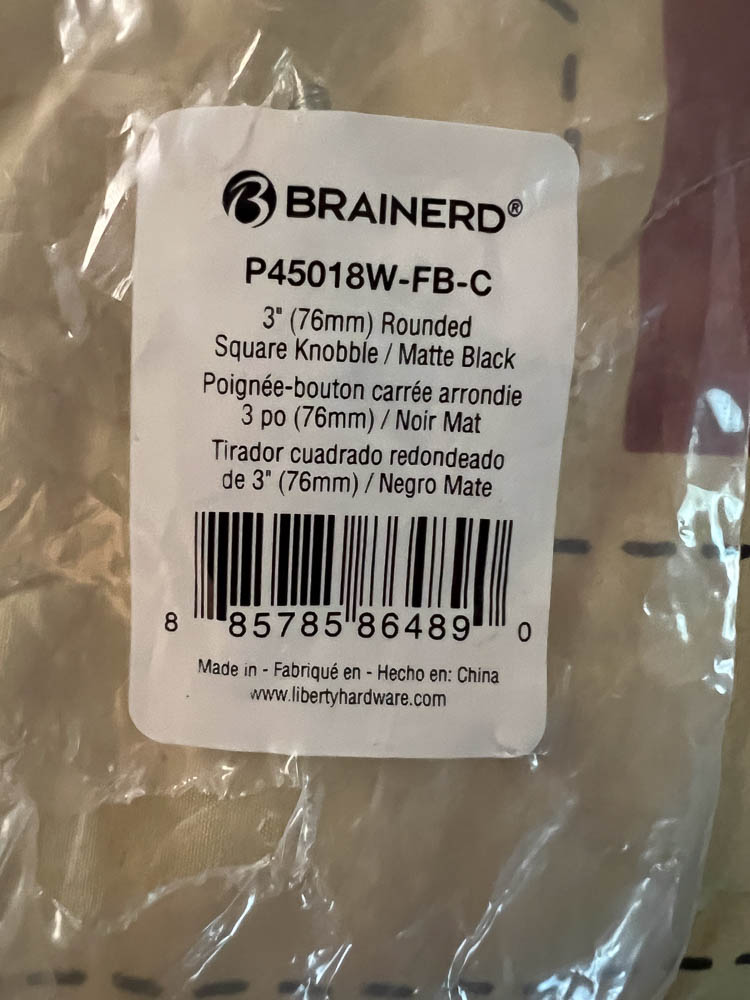 BRAINERD®
P45018W-FB-C
3" (76mm) Rounded
Square Knobble / Matte Black
Poignée-bouton carrée arrondie
3 po (76mm) / Noir Mat
Tirador cuadrado redondeado
de 3" (76mm) / Negro Mate
8 85785 86489 0
Made in - Fabriqué en - Hecho en: China
www.libertyhardware.com